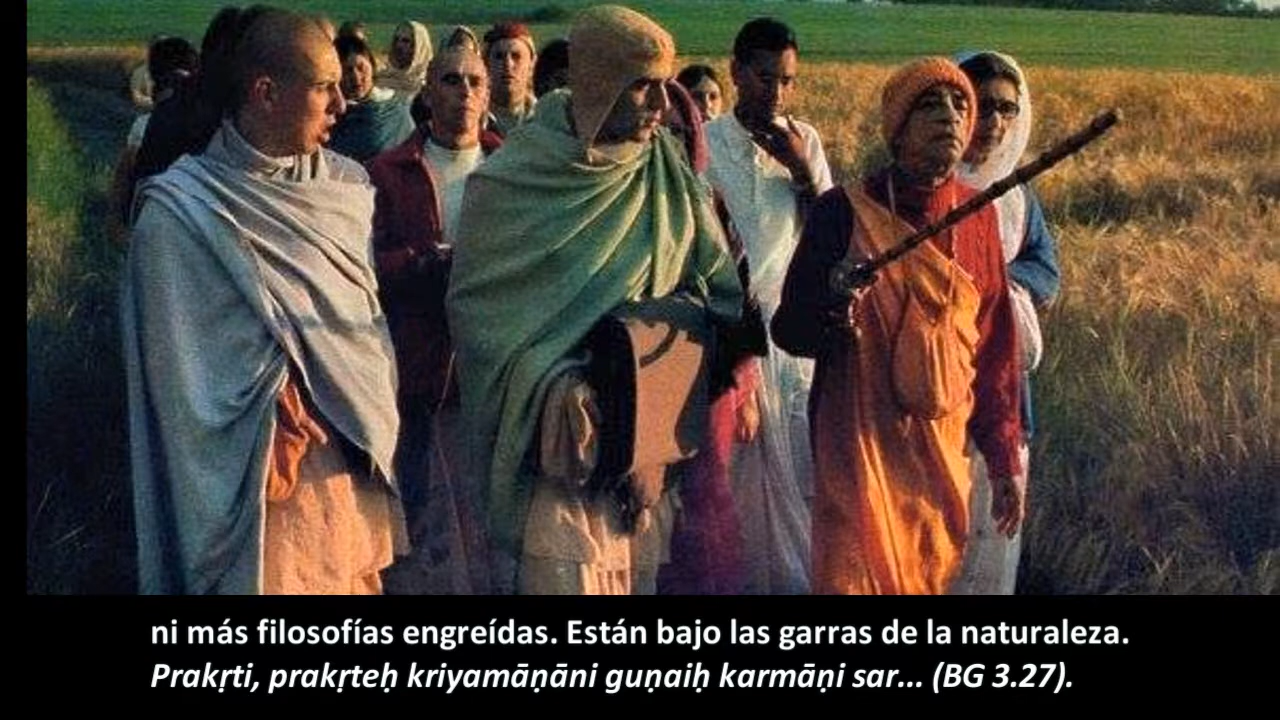 ni más filosofías engreídas. Están bajo las garras de la naturaleza.
Prakṛti, prakṛteḥ kriyamāṇāni guṇaiḥ karmāṇi sar... (BG 3.27).